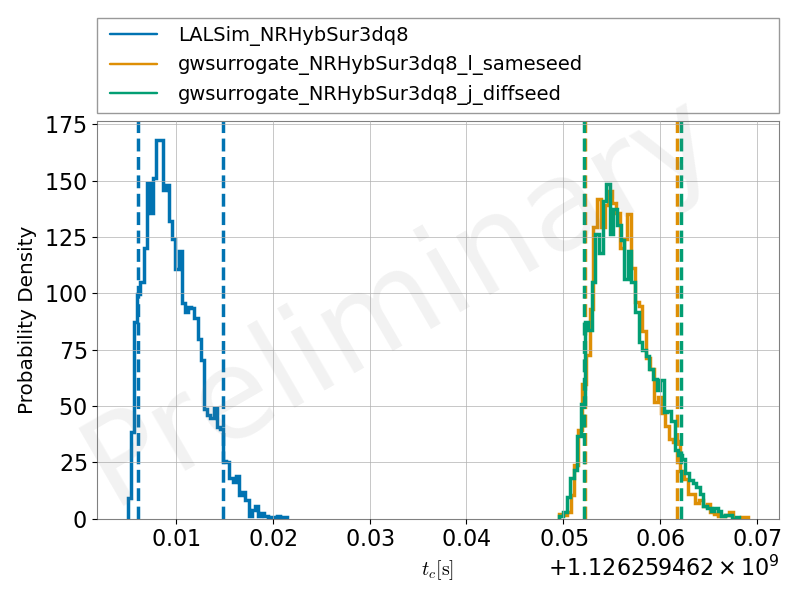 LALSim_NRHybSur3dq8
gwsurrogate_NRHybSur3dq8_l_sameseed
gwsurrogate_NRHybSur3dq8_j_diffseed
Preliminary
Probability Density
175
150
125
100
75
50
25
0
0.01 0.02 0.03 0.04 0.05 0.06 0.07
t_c[s]
+1.126259462 × 10⁹